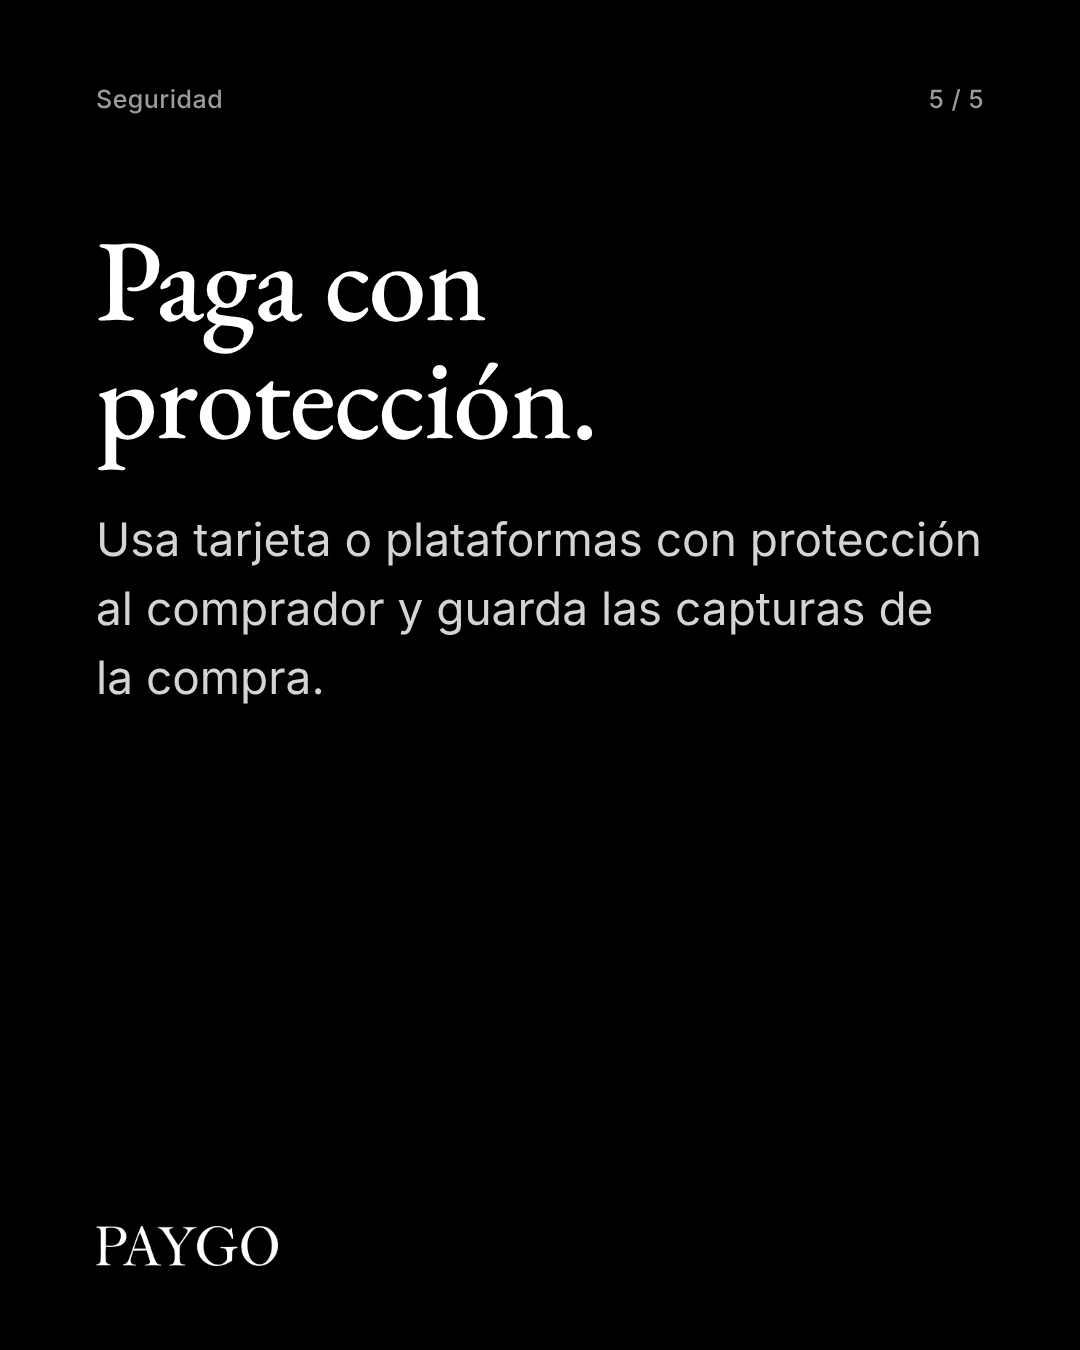 Seguridad
5 / 5
Paga con
protección.
Usa tarjeta o plataformas con protección
al comprador y guarda las capturas de
la compra.
PAYGO